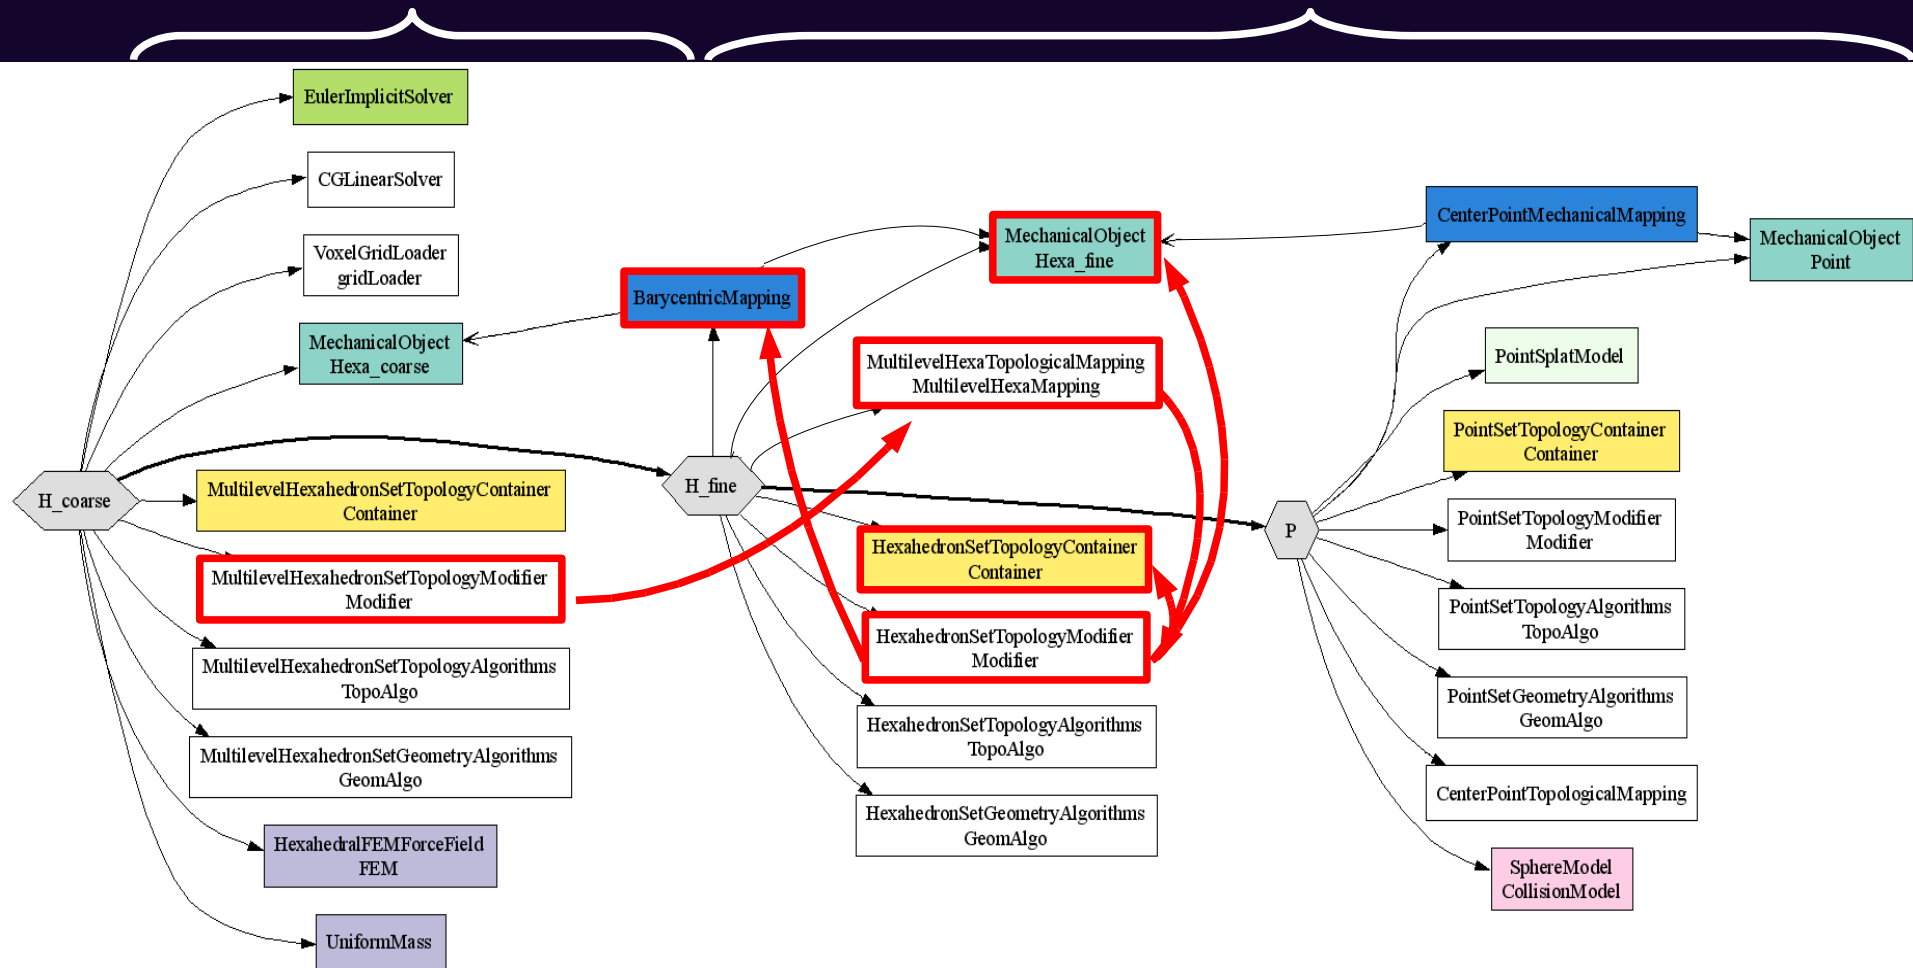 EulerImplicitSolver
CGLinearSolver
VoxelGridLoader
gridLoader
MechanicalObject
Hexa_coarse
H_coarse
MultilevelHexahedronSetTopologyContainer
Container
MultilevelHexahedronSetTopologyModifier
Modifier
MultilevelHexahedronSetTopologyAlgorithms
TopoAlgo
MultilevelHexahedronSetGeometryAlgorithms
GeomAlgo
HexahedralFEMForceField
FEM
UniformMass
BarycentricMapping
H_fine
MechanicalObject
Hexa_fine
MultilevelHexaTopologicalMapping
MultilevelHexaMapping
HexahedronSetTopologyContainer
Container
HexahedronSetTopologyModifier
Modifier
HexahedronSetTopologyAlgorithms
TopoAlgo
HexahedronSetGeometryAlgorithms
GeomAlgo
P
CenterPointMechanicalMapping
MechanicalObject
Point
PointSplatModel
PointSetTopologyContainer
Container
PointSetTopologyModifier
Modifier
PointSetTopologyAlgorithms
TopoAlgo
PointSetGeometryAlgorithms
GeomAlgo
CenterPointTopologicalMapping
SphereModel
CollisionModel